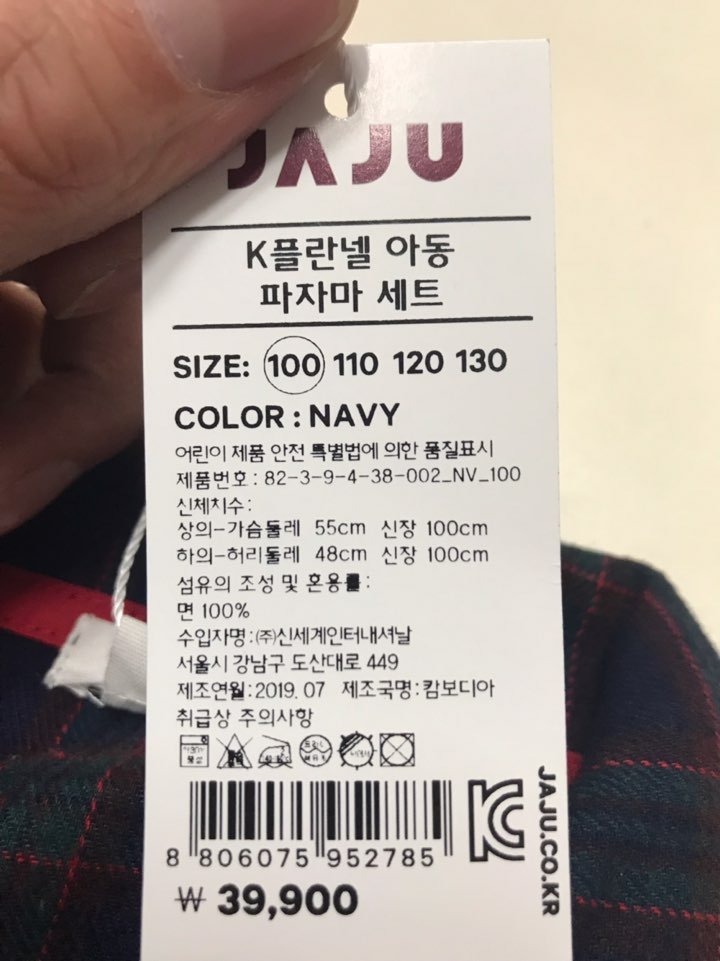 JAJU
K플란넬 아동
파자마 세트
SIZE: 100 110 120 130
COLOR : NAVY
어린이 제품 안전 특별법에 의한 품질표시
제품번호 : 82-3-9-4-38-002_NV_100
신체치수 :
상의-가슴둘레 55cm 신장 100cm
하의-허리둘레 48cm 신장 100cm
섬유의 조성 및 혼용률 :
면 100%
수입자명 : (주)신세계인터내셔날
서울시 강남구 도산대로 449
제조연월 : 2019. 07 제조국명 : 캄보디아
취급상 주의사항
8 806075 952785
₩ 39,900
JAJU.CO.KR